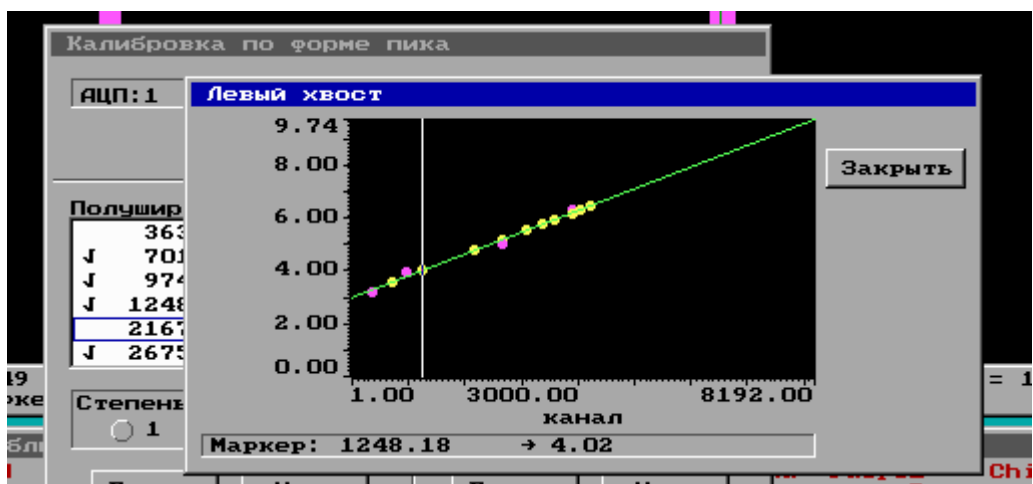 Калибровка по форме пика
АЦП:1
Левый хвост
9.74
8.00
6.00
4.00
2.00
0.00
1.00 3000.00 8192.00
канал
Закрыть
Маркер: 1248.18 → 4.02
Полушир
363
√ 701
√ 974
√ 1248
2167
√ 2675
Степень
1
= 1
Chi